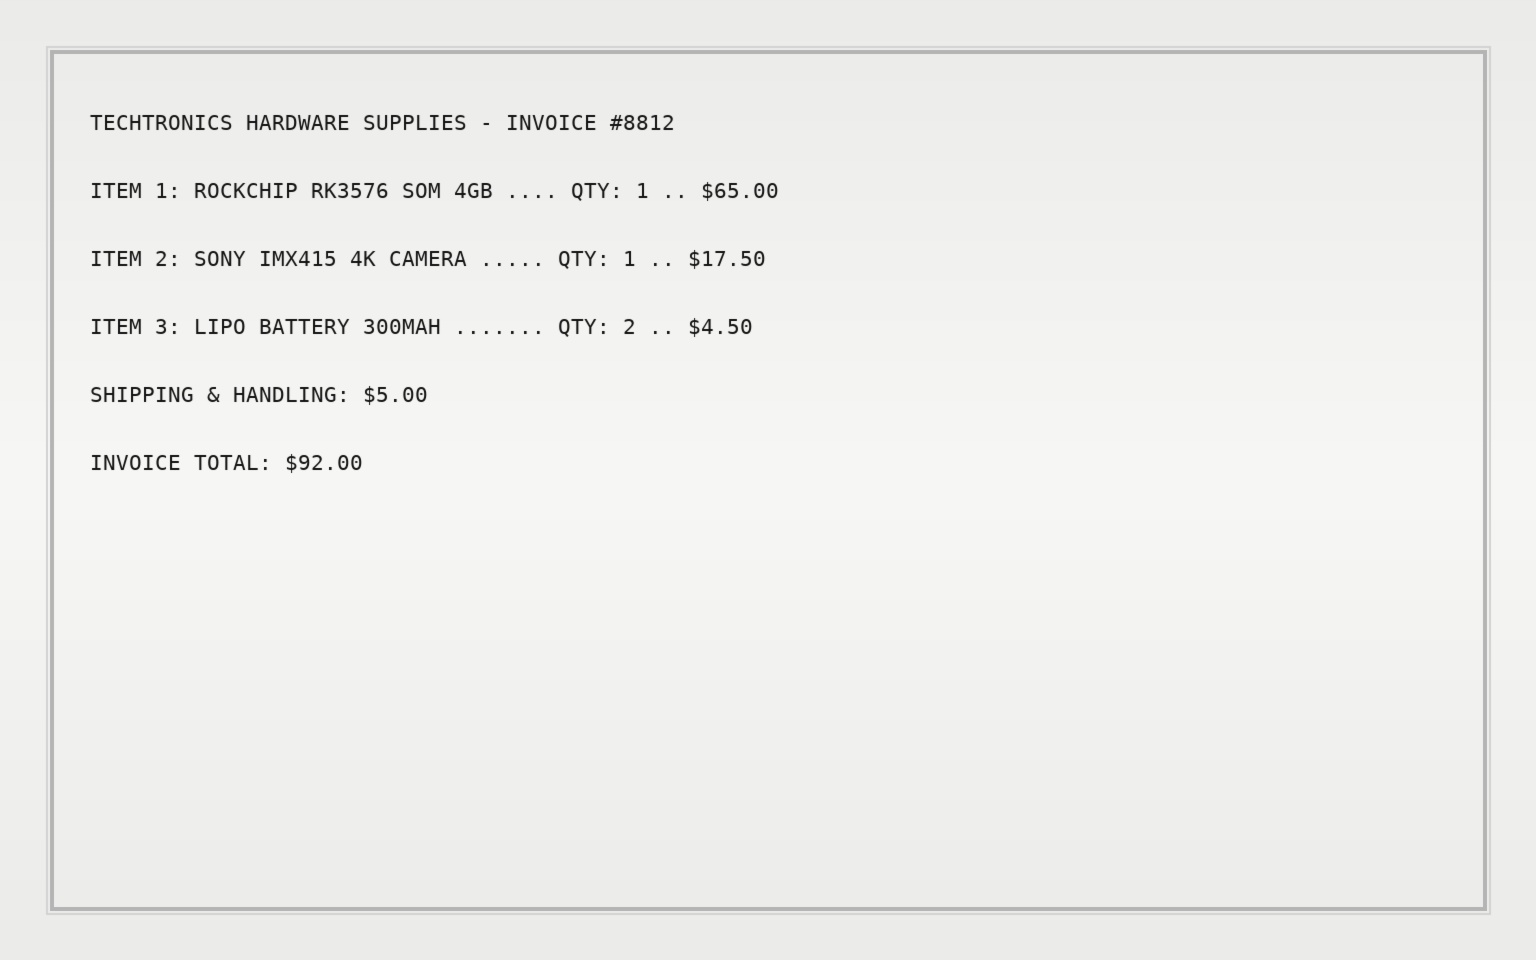 TECHTRONICS HARDWARE SUPPLIES - INVOICE #8812
ITEM 1: ROCKCHIP RK3576 SOM 4GB .... QTY: 1 .. $65.00
ITEM 2: SONY IMX415 4K CAMERA ..... QTY: 1 .. $17.50
ITEM 3: LIPO BATTERY 300MAH ....... QTY: 2 .. $4.50
SHIPPING & HANDLING: $5.00
INVOICE TOTAL: $92.00